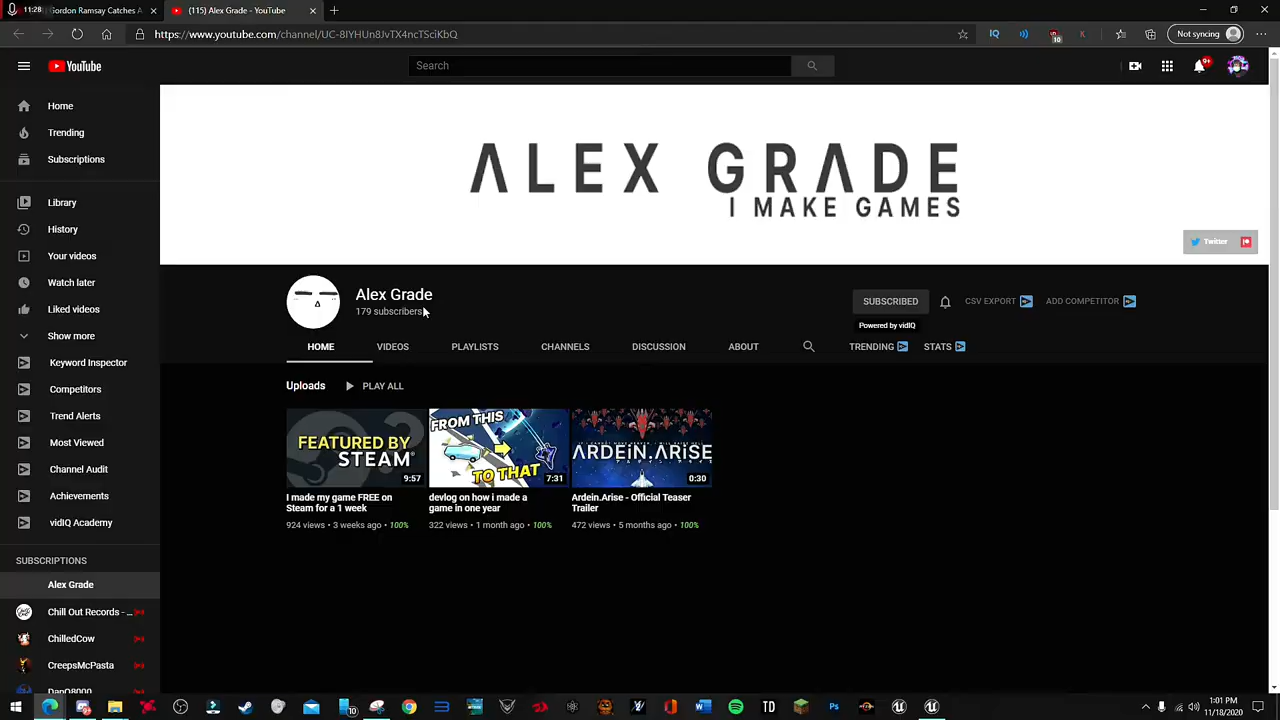 11:28
Gordon Ramsay Catches A
(115) Alex Grade - YouTube
https://www.youtube.com/channel/UC-8IYHUn8JvTX4ncTSciKbQ
IQ
10
K
Not syncing
YouTube
Search
9+
Home
Trending
Subscriptions
Library
History
Your videos
Watch later
Liked videos
Show more
Keyword Inspector
Competitors
Trend Alerts
Most Viewed
Channel Audit
Achievements
vidIQ Academy
SUBSCRIPTIONS
Alex Grade
Chill Out Records - ...
ChilledCow
CreepsMcPasta
DanQ8000
ALEX GRADE
I MAKE GAMES
Twitter
Alex Grade
179 subscribers
SUBSCRIBED
CSV EXPORT
ADD COMPETITOR
Powered by vidIQ
HOME VIDEOS PLAYLISTS CHANNELS DISCUSSION ABOUT TRENDING STATS
Uploads PLAY ALL
FEATURED BY
STEAM
9:57
I made my game FREE on
Steam for a 1 week
924 views • 3 weeks ago • 100%
FROM THIS
TO THAT
7:31
devlog on how i made a
game in one year
322 views • 1 month ago • 100%
ARDEIN.ARISE
0:30
Ardein.Arise - Official Teaser
Trailer
472 views • 5 months ago • 100%
10
TD
1:01 PM
11/18/2020